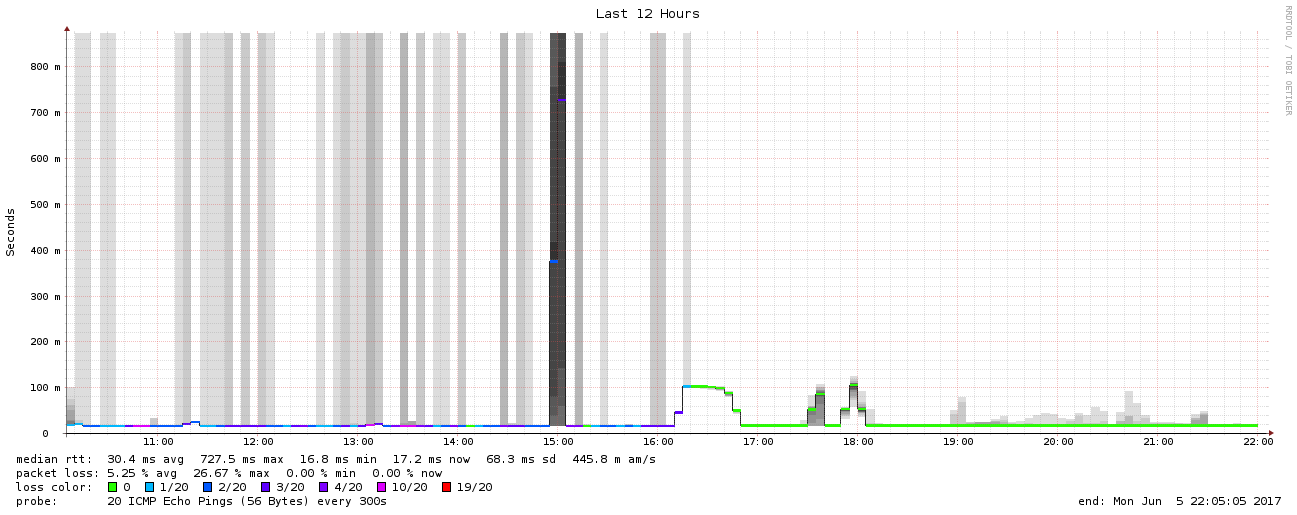 Last 12 Hours
RRDTOOL / TOBI OETIKER
Seconds
800 m
700 m
600 m
500 m
400 m
300 m
200 m
100 m
0
11:00 12:00 13:00 14:00 15:00 16:00 17:00 18:00 19:00 20:00 21:00 22:00
median rtt: 30.4 ms avg 727.5 ms max 16.8 ms min 17.2 ms now 68.3 ms sd 445.8 m am/s
packet loss: 5.25 % avg 26.67 % max 0.00 % min 0.00 % now
loss color: 0 1/20 2/20 3/20 4/20 10/20 19/20
probe: 20 ICMP Echo Pings (56 Bytes) every 300s end: Mon Jun 5 22:05:05 2017